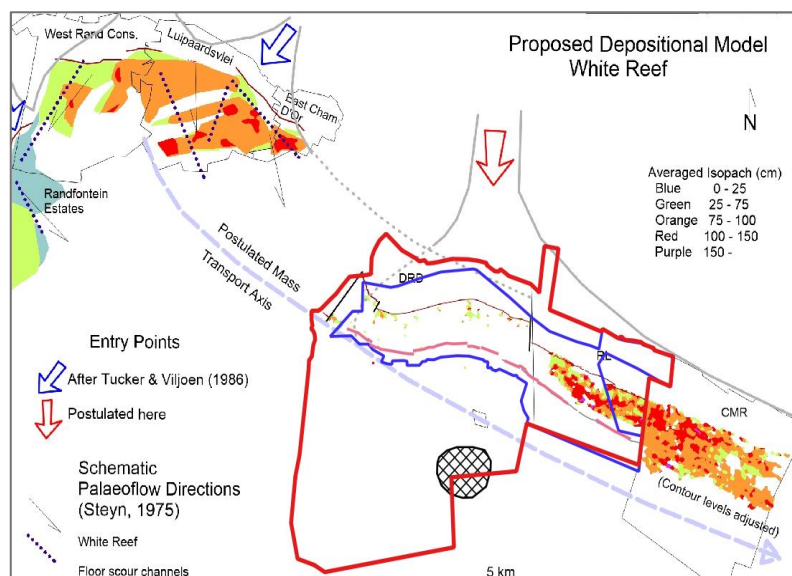 West Rand Cons.
Luipaardsvlei
East Cham
D'Or
Proposed Depositional Model
White Reef
N
Averaged Isopach (cm)
Blue 0 - 25
Green 25 - 75
Orange 75 - 100
Red 100 - 150
Purple 150 -
Randfontein
Estates
Postulated Mass
Transport Axis
DRD
RL
CMR
(Contour levels adjusted)
Entry Points
After Tucker & Viljoen (1986)
Postulated here
Schematic
Palaeoflow Directions
(Steyn, 1975)
White Reef
Floor scour channels
5 km